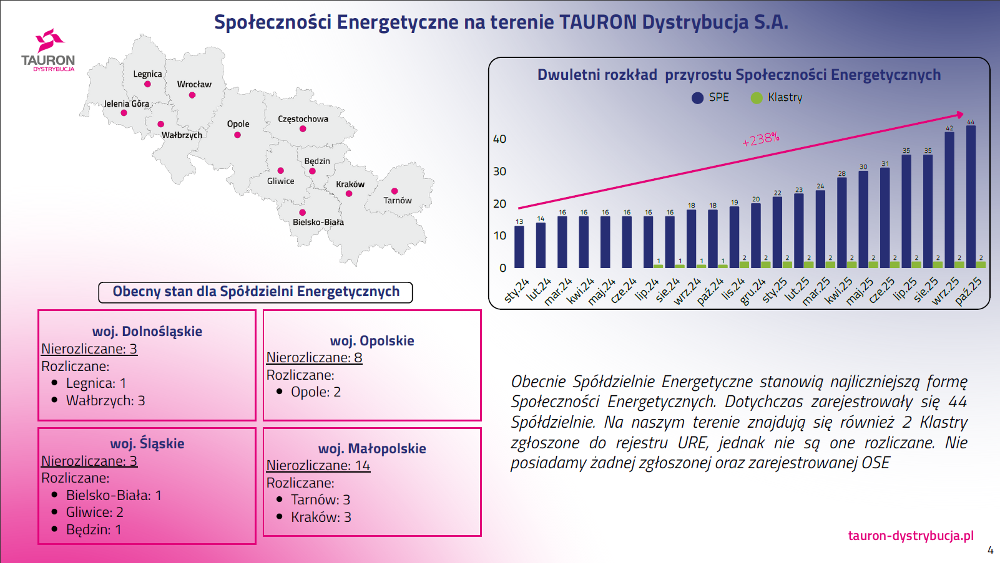 Społeczności Energetyczne na terenie TAURON Dystrybucja S.A.
TAURON
DYSTRYBUCJA
Legnica
Wrocław
Jelenia Góra
Wałbrzych
Opole
Częstochowa
Będzin
Gliwice
Kraków
Tarnów
Bielsko-Biała
Dwuletni rozkład przyrostu Społeczności Energetycznych
SPE Klastry
+238%
40
30
20
10
0
13 14 16 16 16 16 16 16 18 18 19 20 22 23 24 28 30 31 35 35 42 44
1 1 1 1 2 2 2 2 2 2 2 2 2 2 2 2
sty.24 lut.24 mar.24 kwi.24 maj.24 cze.24 lip.24 sie.24 wrz.24 paź.24 lis.24 gru.24 sty.25 lut.25 mar.25 kwi.25 maj.25 cze.25 lip.25 sie.25 wrz.25 paź.25
Obecny stan dla Spółdzielni Energetycznych
woj. Dolnośląskie
Nierozliczane: 3
Rozliczane:
• Legnica: 1
• Wałbrzych: 3
woj. Opolskie
Nierozliczane: 8
Rozliczane:
• Opole: 2
woj. Śląskie
Nierozliczane: 3
Rozliczane:
• Bielsko-Biała: 1
• Gliwice: 2
• Będzin: 1
woj. Małopolskie
Nierozliczane: 14
Rozliczane:
• Tarnów: 3
• Kraków: 3
Obecnie Spółdzielnie Energetyczne stanowią najliczniejszą formę
Społeczności Energetycznych. Dotychczas zarejestrowały się 44
Spółdzielnie. Na naszym terenie znajdują się również 2 Klastry
zgłoszone do rejestru URE, jednak nie są one rozliczane. Nie
posiadamy żadnej zgłoszonej oraz zarejestrowanej OSE
tauron-dystrybucja.pl
4